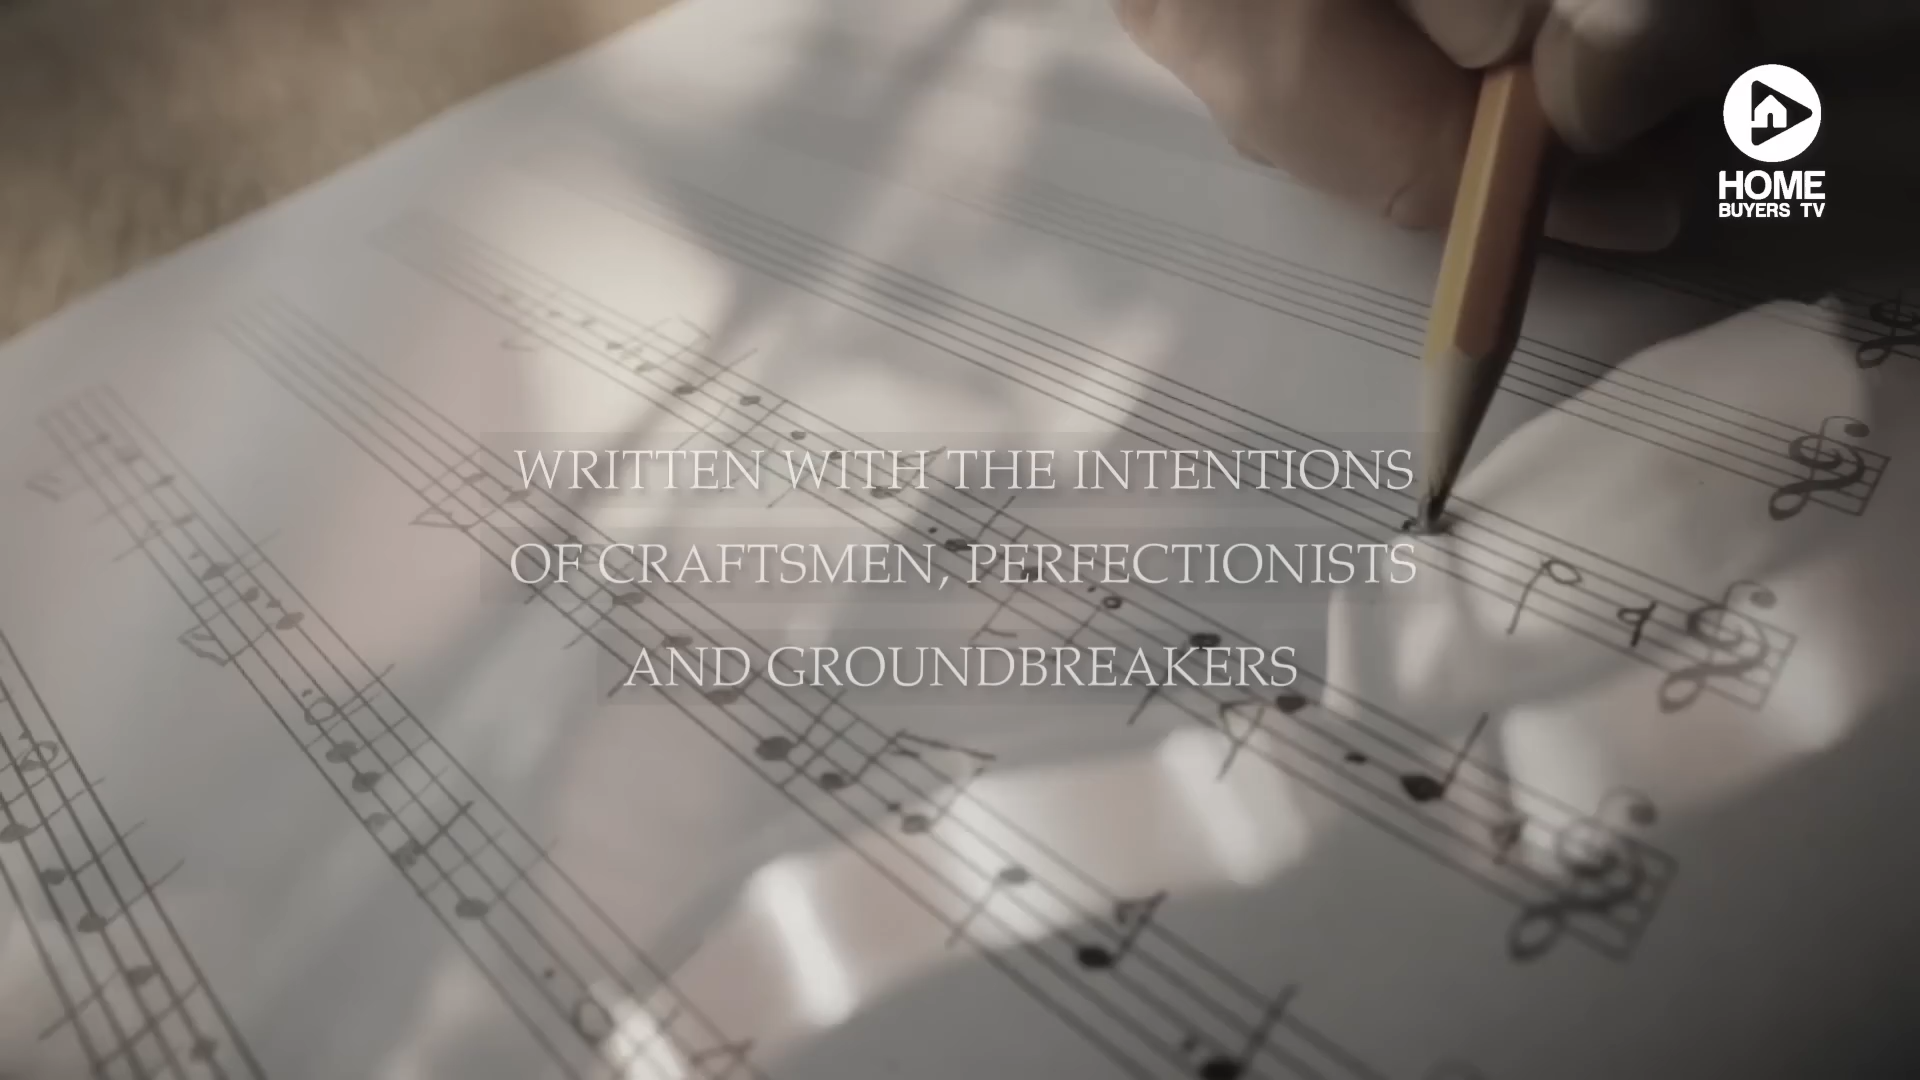 HOME
BUYERS TV
WRITTEN WITH THE INTENTIONS
OF CRAFTSMEN, PERFECTIONISTS
AND GROUNDBREAKERS